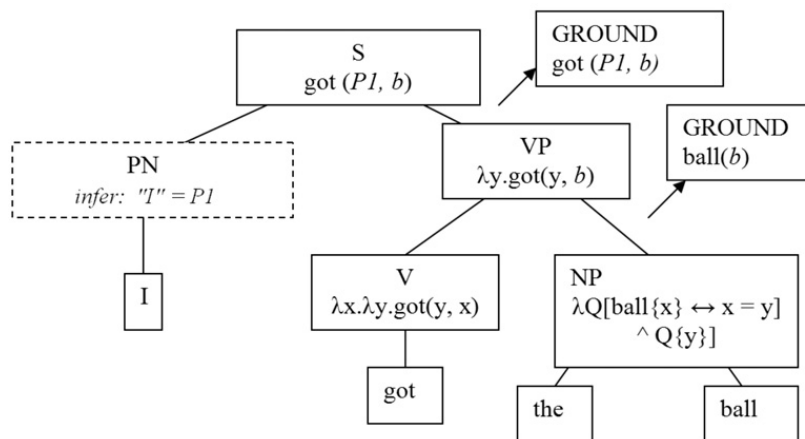 S
got (P1, b)
GROUND
got (P1, b)
PN
infer: "I" = P1
VP
λy.got(y, b)
GROUND
ball(b)
I
V
λx.λy.got(y, x)
NP
λQ[ball{x} ↔ x = y]
^ Q{y}]
got
the
ball